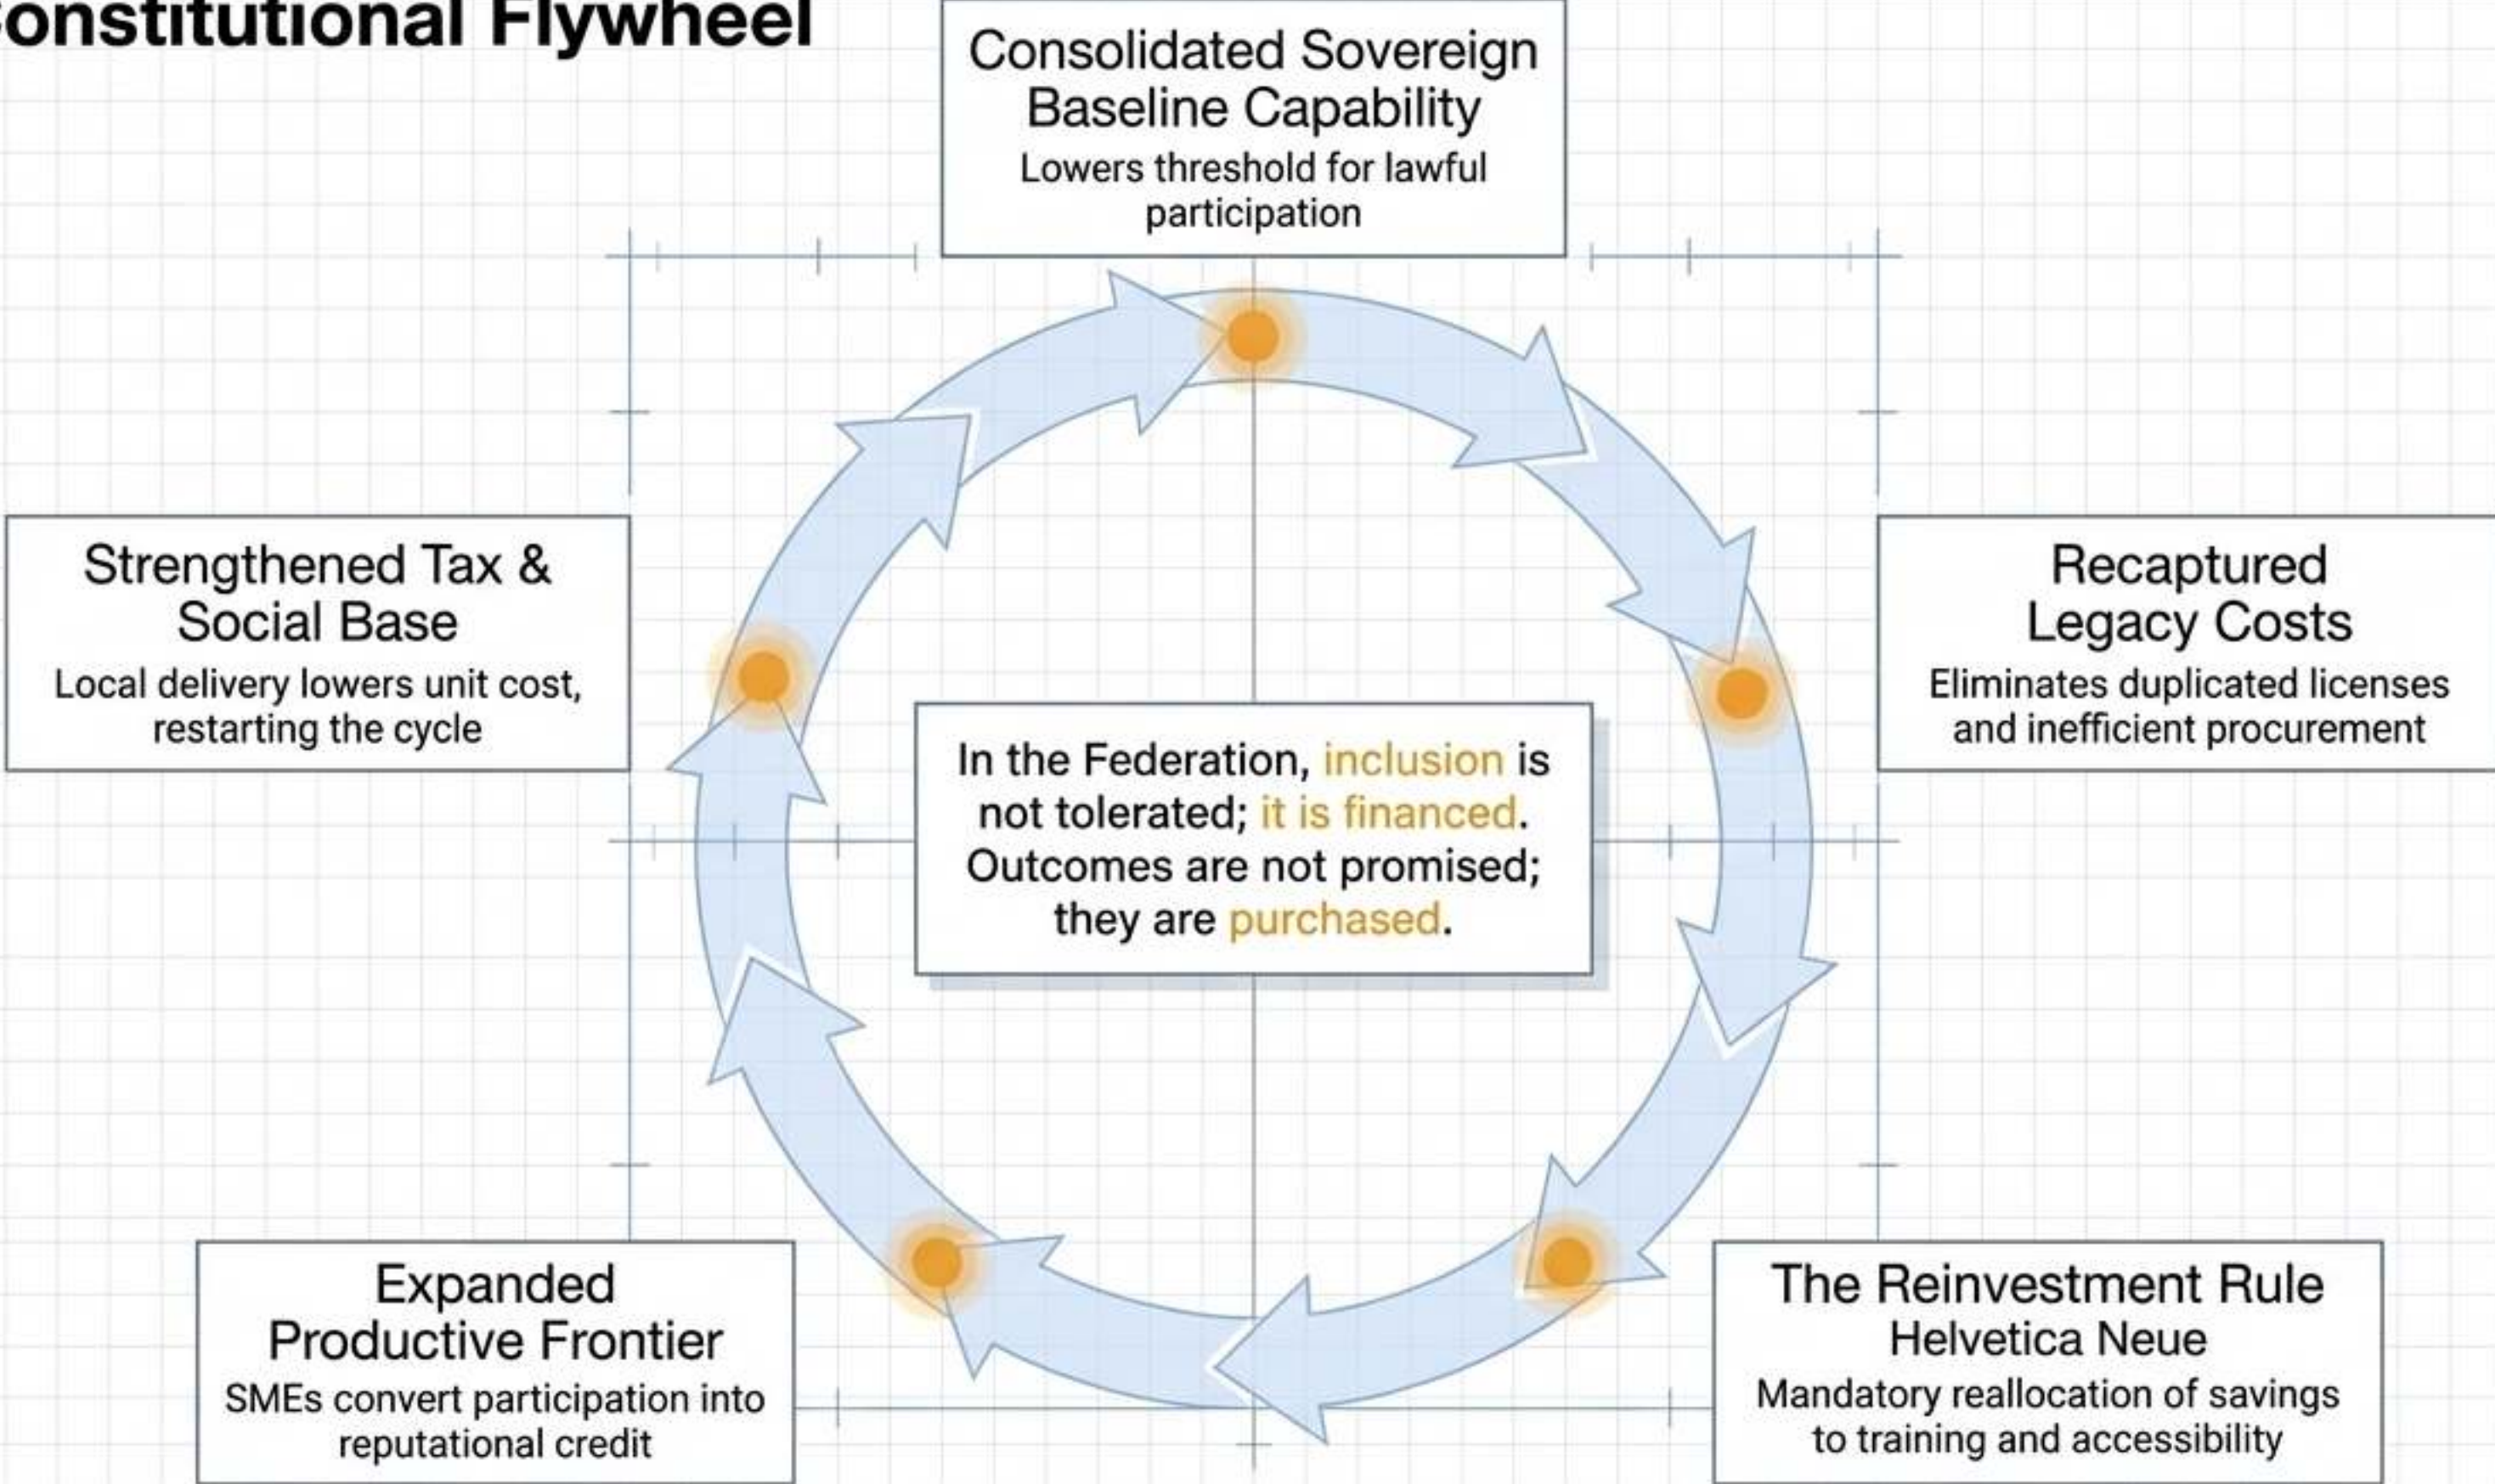 onstitutional Flywheel
Consolidated Sovereign
Baseline Capability
Lowers threshold for lawful
participation
Strengthened Tax &
Social Base
Local delivery lowers unit cost,
restarting the cycle
Recaptured
Legacy Costs
Eliminates duplicated licenses
and inefficient procurement
In the Federation, inclusion is
not tolerated; it is financed.
Outcomes are not promised;
they are purchased.
Expanded
Productive Frontier
SMEs convert participation into
reputational credit
The Reinvestment Rule
Helvetica Neue
Mandatory reallocation of savings
to training and accessibility